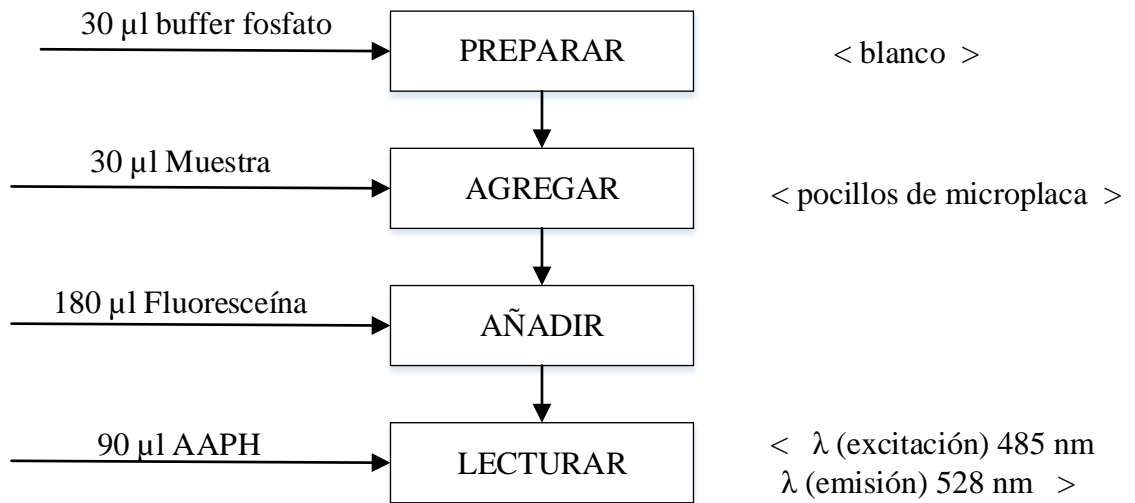 30 µl buffer fosfato
PREPARAR
< blanco >
30 µl Muestra
AGREGAR
< pocillos de microplaca >
180 µl Fluoresceína
AÑADIR
90 µl AAPH
LECTURAR
< λ (excitación) 485 nm
λ (emisión) 528 nm >